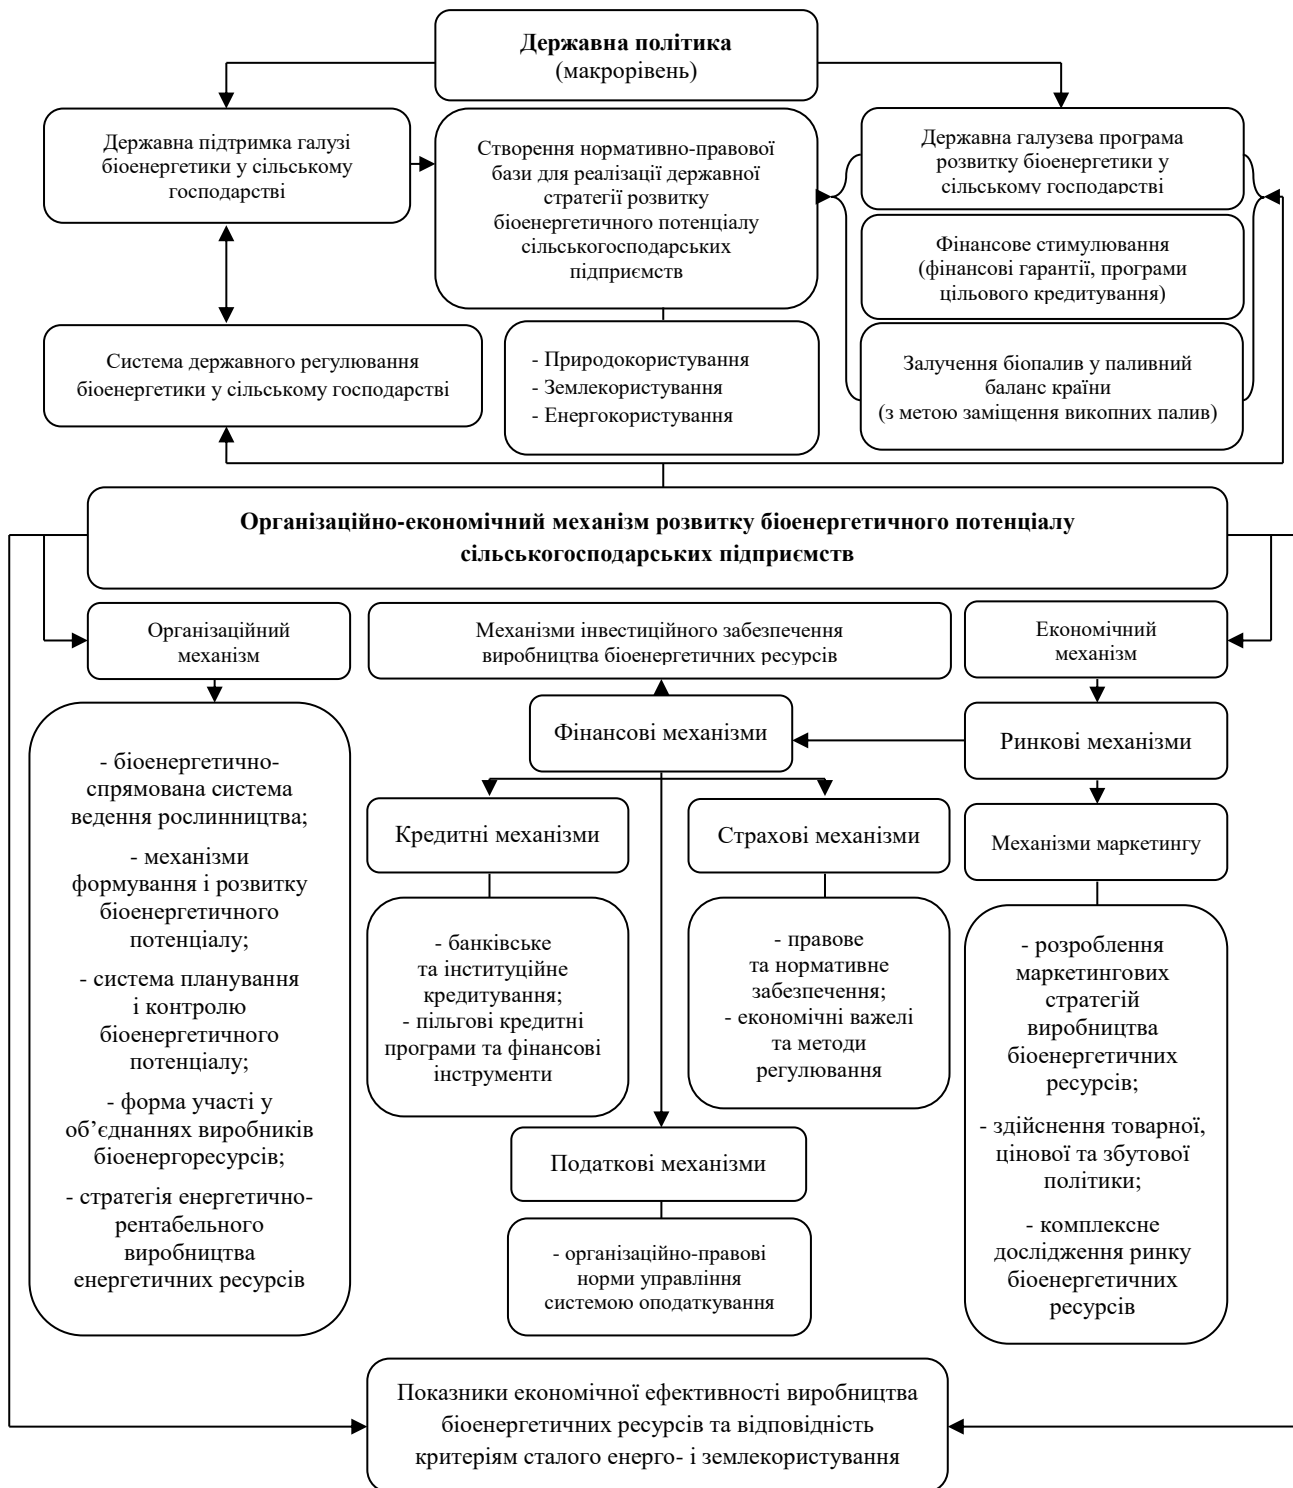 Державна політика
(макрорівень)
Державна підтримка галузі
біоенергетики у сільському
господарстві
Створення нормативно-правової
бази для реалізації державної
стратегії розвитку
біоенергетичного потенціалу
сільськогосподарських
підприємств
Державна галузева програма
розвитку біоенергетики у
сільському господарстві
Фінансове стимулювання
(фінансові гарантії, програми
цільового кредитування)
Система державного регулювання
біоенергетики у сільському господарстві
- Природокористування
- Землекористування
- Енергокористування
Залучення біопалив у паливний
баланс країни
(з метою заміщення викопних палив)
Організаційно-економічний механізм розвитку біоенергетичного потенціалу
сільськогосподарських підприємств
Організаційний
механізм
Механізми інвестиційного забезпечення
виробництва біоенергетичних ресурсів
Економічний
механізм
Фінансові механізми
Ринкові механізми
- біоенергетично-
спрямована система
ведення рослинництва;
- механізми
формування і розвитку
біоенергетичного
потенціалу;
- система планування
і контролю
біоенергетичного
потенціалу;
- форма участі у
об’єднаннях виробників
біоенергоресурсів;
- стратегія енергетично-
рентабельного
виробництва
енергетичних ресурсів
Кредитні механізми
Страхові механізми
Механізми маркетингу
- банківське
та інституційне
кредитування;
- пільгові кредитні
програми та фінансові
інструменти
- правове
та нормативне
забезпечення;
- економічні важелі
та методи
регулювання
- розроблення
маркетингових
стратегій
виробництва
біоенергетичних
ресурсів;
- здійснення товарної,
цінової та збутової
політики;
- комплексне
дослідження ринку
біоенергетичних
ресурсів
Податкові механізми
- організаційно-правові
норми управління
системою оподаткування
Показники економічної ефективності виробництва
біоенергетичних ресурсів та відповідність
критеріям сталого енерго- і землекористування